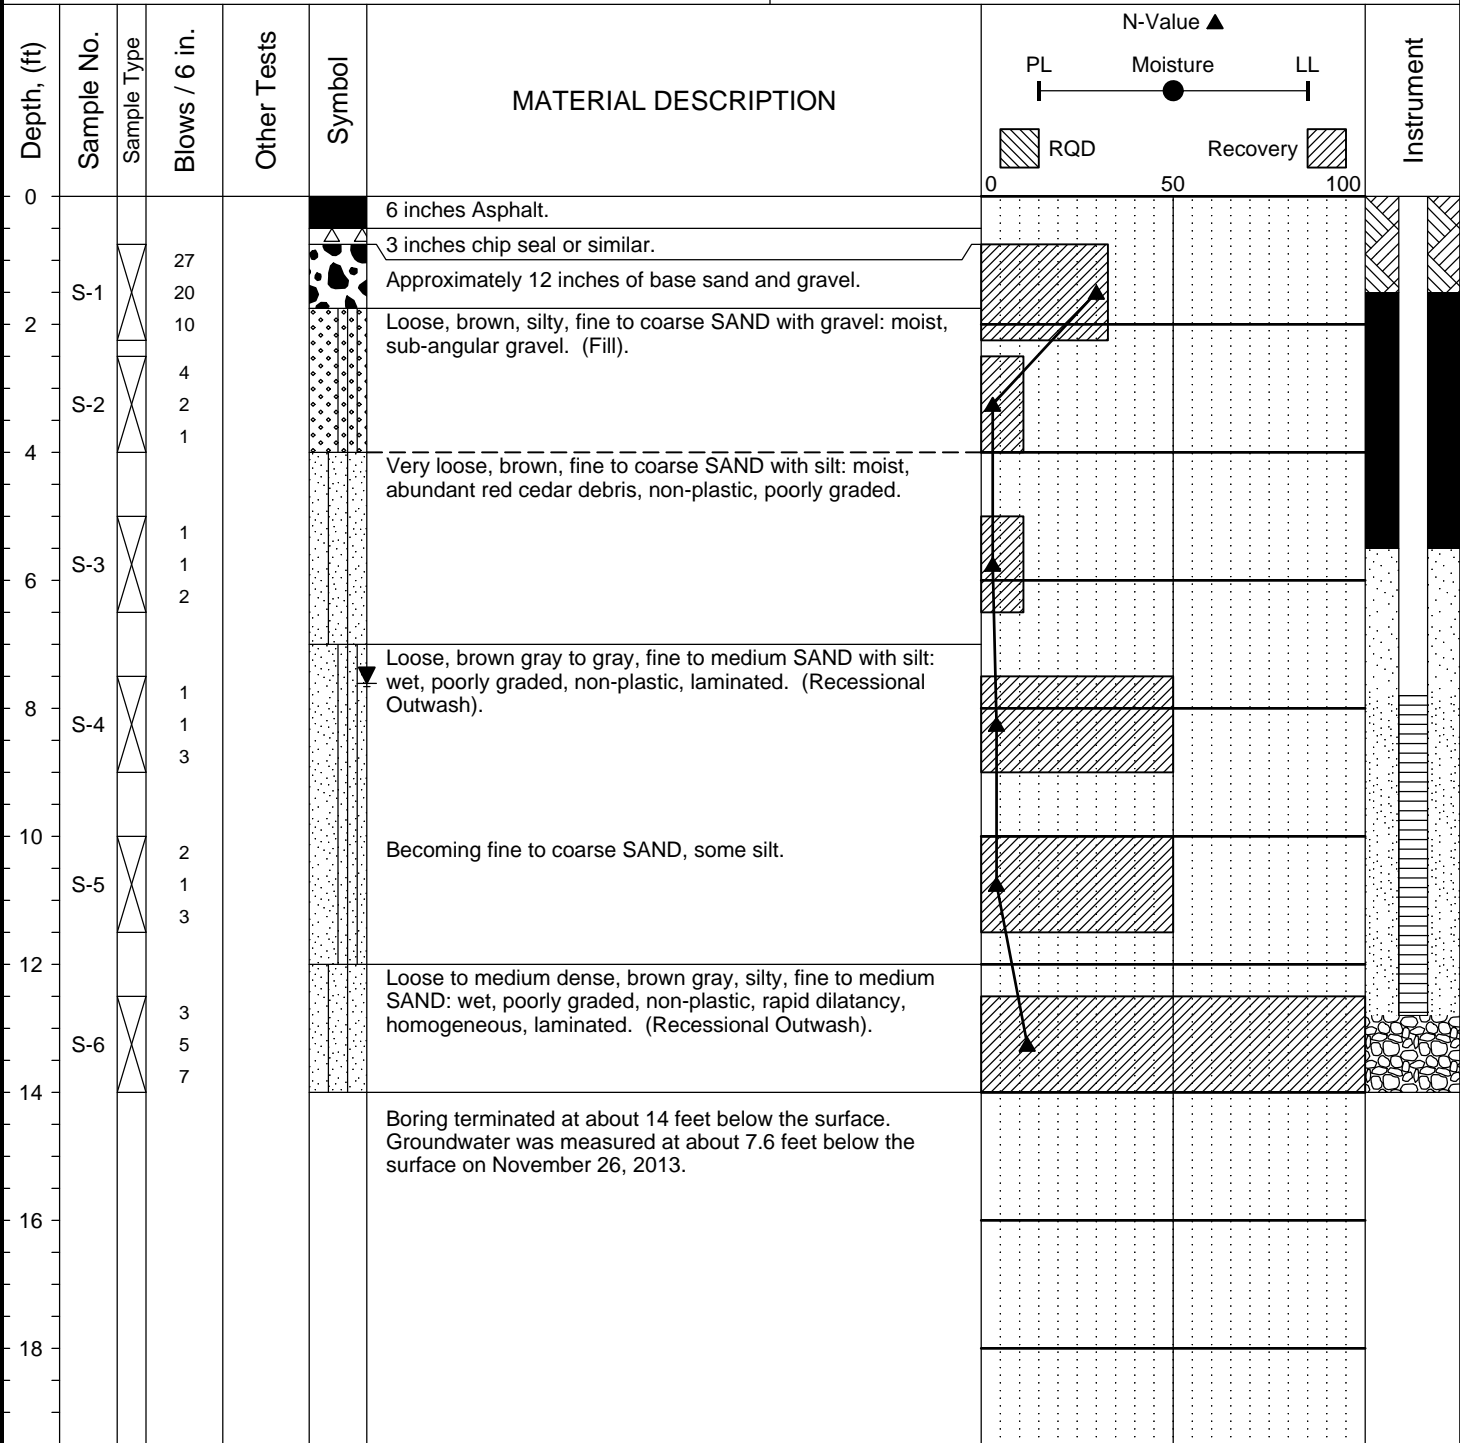 N-Value
PL Moisture LL
RQD Recovery
0 50 100
Depth, (ft)
Sample No.
Sample Type
Blows / 6 in.
Other Tests
Symbol
MATERIAL DESCRIPTION
Instrument
0
6 inches Asphalt.
3 inches chip seal or similar.
27
Approximately 12 inches of base sand and gravel.
S-1 20
2 10
Loose, brown, silty, fine to coarse SAND with gravel: moist,
sub-angular gravel. (Fill).
4
S-2 2
1
4
Very loose, brown, fine to coarse SAND with silt: moist,
abundant red cedar debris, non-plastic, poorly graded.
1
S-3 1
6
2
Loose, brown gray to gray, fine to medium SAND with silt:
wet, poorly graded, non-plastic, laminated. (Recessional
Outwash).
1
8
S-4 1
3
10
Becoming fine to coarse SAND, some silt.
2
S-5 1
3
12
Loose to medium dense, brown gray, silty, fine to medium
SAND: wet, poorly graded, non-plastic, rapid dilatancy,
homogeneous, laminated. (Recessional Outwash).
3
S-6 5
7
14
Boring terminated at about 14 feet below the surface.
Groundwater was measured at about 7.6 feet below the
surface on November 26, 2013.
16
18